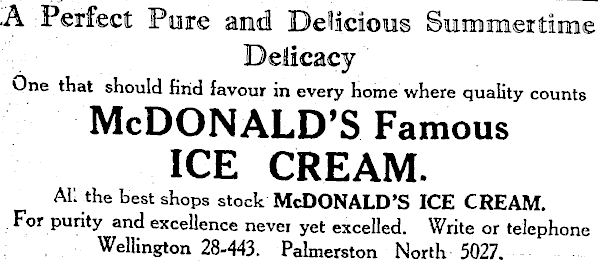 A Perfect Pure and Delicious Summertime
Delicacy
One that should find favour in every home where quality counts
McDONALD'S Famous
ICE CREAM.
All the best shops stock McDONALD'S ICE CREAM.
For purity and excellence never yet excelled. Write or telephone
Wellington 28-443. Palmerston North 5027.